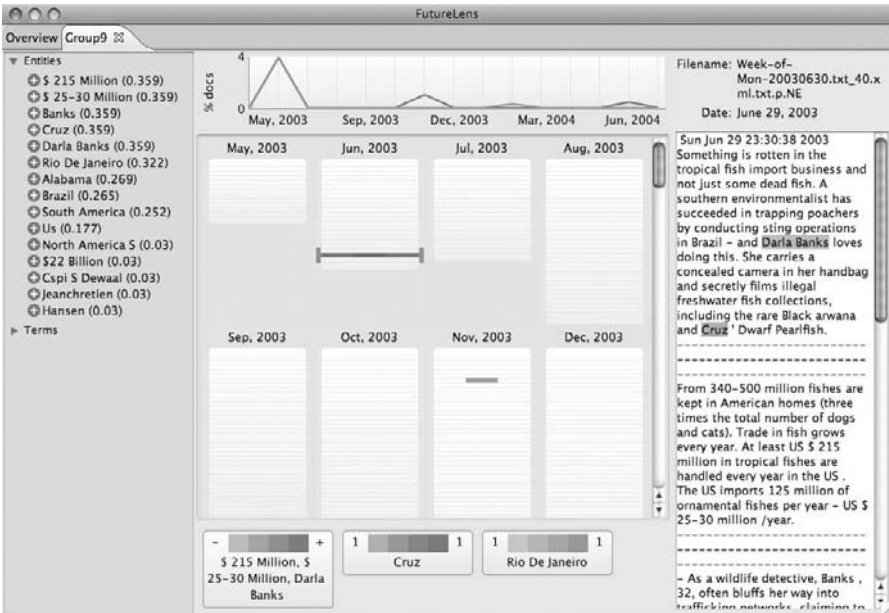 FutureLens
Overview
Group9
Entities
$ 215 Million (0.359)
$ 25-30 Million (0.359)
Banks (0.359)
Cruz (0.359)
Darla Banks (0.359)
Rio De Janeiro (0.322)
Alabama (0.269)
Brazil (0.265)
South America (0.252)
Us (0.177)
North America S (0.03)
$22 Billion (0.03)
Cspi S Dewaal (0.03)
Jeanchretien (0.03)
Hansen (0.03)
Terms
% docs
4
0
May, 2003
Sep, 2003
Dec, 2003
Mar, 2004
Jun, 2004
May, 2003
Jun, 2003
Jul, 2003
Aug, 2003
Sep, 2003
Oct, 2003
Nov, 2003
Dec, 2003
- +
$ 215 Million, $
25-30 Million, Darla
Banks
1 1
Cruz
1 1
Rio De Janeiro
Filename: Week-of-
Mon-20030630.txt_40.x
ml.txt.p.NE
Date: June 29, 2003
Sun Jun 29 23:30:38 2003
Something is rotten in the
tropical fish import business and
not just some dead fish. A
southern environmentalist has
succeeded in trapping poachers
by conducting sting operations
in Brazil - and Darla Banks loves
doing this. She carries a
concealed camera in her handbag
and secretly films illegal
freshwater fish collections,
including the rare Black arwana
and Cruz ' Dwarf Pearlfish.
From 340-500 million fishes are
kept in American homes (three
times the total number of dogs
and cats). Trade in fish grows
every year. At least US $ 215
million in tropical fishes are
handled every year in the US .
The US imports 125 million of
ornamental fishes per year - US $
25-30 million /year.
- As a wildlife detective, Banks ,
32, often bluffs her way into
trafficking networks, claiming to